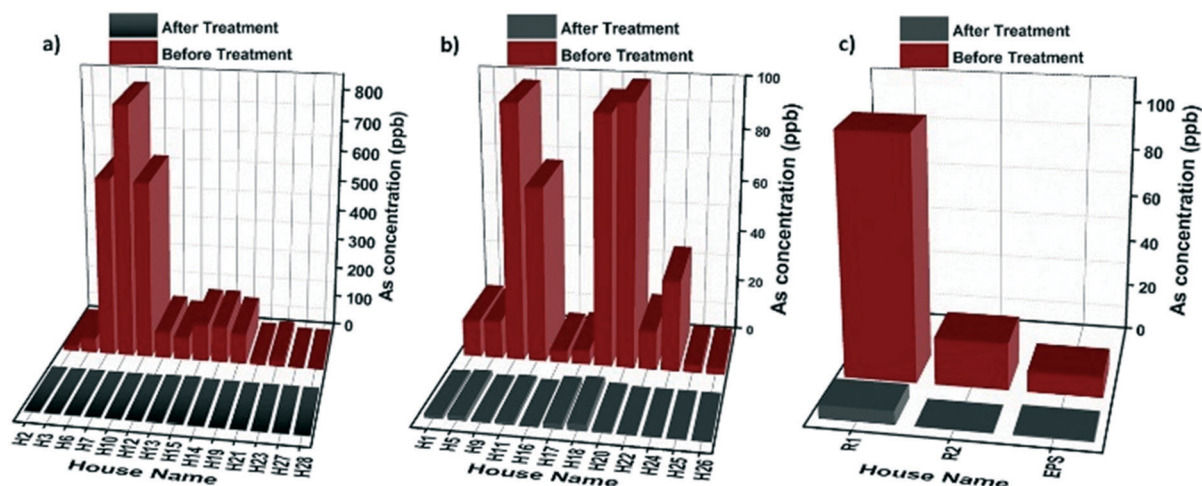 a)
After Treatment
Before Treatment
800
700
600
500
400
300
200
100
0
As concentration (ppb)
H2
H3
H6
H7
H10
H12
H13
H15
H14
H19
H21
H23
H27
H28
House Name
b)
After Treatment
Before Treatment
100
80
60
40
20
0
As concentration (ppb)
H1
H5
H9
H11
H16
H17
H18
H20
H22
H24
H25
H26
House Name
c)
After Treatment
Before Treatment
100
80
60
40
20
0
As concentration (ppb)
R1
R2
EPS
House Name